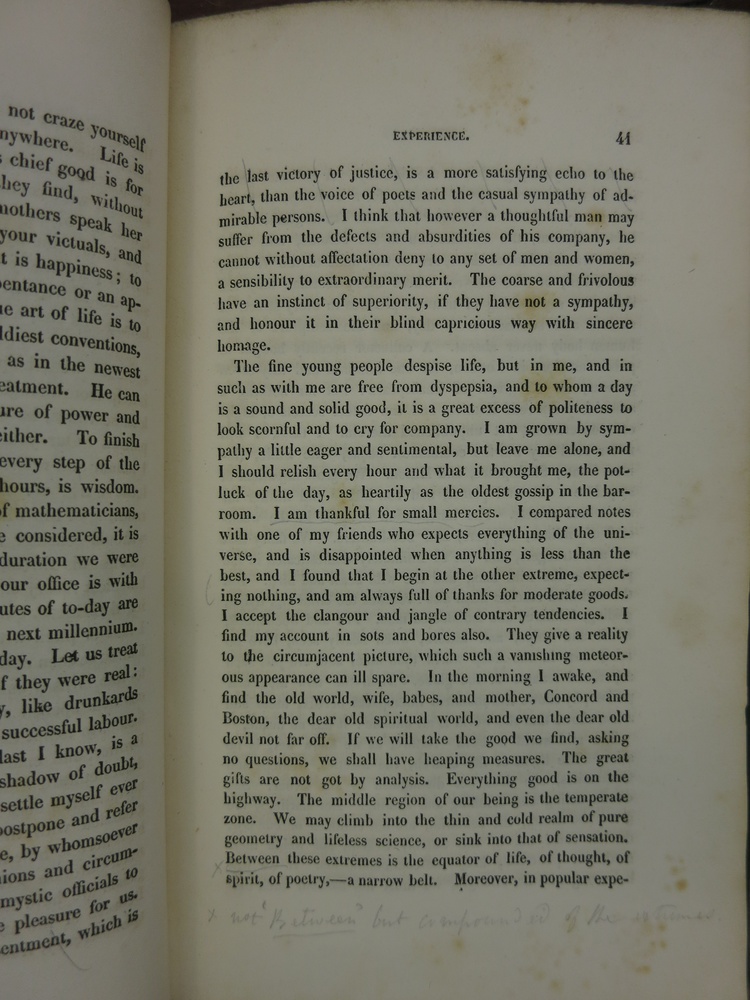 not craze yourself
nywhere. Life is
chief good is for
hey find, without
mothers speak her
your victuals, and
t is happiness; to
pentance or an ap-
e art of life is to
ldiest conventions,
as in the newest
eatment. He can
ure of power and
either. To finish
every step of the
hours, is wisdom.
of mathematicians,
e considered, it is
duration we were
our office is with
utes of to-day are
next millennium.
day. Let us treat
f they were real:
y, like drunkards
successful labour.
last I know, is a
shadow of doubt,
settle myself ever
postpone and refer
e, by whomsoever
ions and circum-
mystic officials to
e pleasure for us.
entment, which is
EXPERIENCE. 41
the last victory of justice, is a more satisfying echo to the
heart, than the voice of poets and the casual sympathy of ad-
mirable persons. I think that however a thoughtful man may
suffer from the defects and absurdities of his company, he
cannot without affectation deny to any set of men and women,
a sensibility to extraordinary merit. The coarse and frivolous
have an instinct of superiority, if they have not a sympathy,
and honour it in their blind capricious way with sincere
homage.
The fine young people despise life, but in me, and in
such as with me are free from dyspepsia, and to whom a day
is a sound and solid good, it is a great excess of politeness to
look scornful and to cry for company. I am grown by sym-
pathy a little eager and sentimental, but leave me alone, and
I should relish every hour and what it brought me, the pot-
luck of the day, as heartily as the oldest gossip in the bar-
room. I am thankful for small mercies. I compared notes
with one of my friends who expects everything of the uni-
verse, and is disappointed when anything is less than the
best, and I found that I begin at the other extreme, expect-
ing nothing, and am always full of thanks for moderate goods.
I accept the clangour and jangle of contrary tendencies. I
find my account in sots and bores also. They give a reality
to the circumjacent picture, which such a vanishing meteor-
ous appearance can ill spare. In the morning I awake, and
find the old world, wife, babes, and mother, Concord and
Boston, the dear old spiritual world, and even the dear old
devil not far off. If we will take the good we find, asking
no questions, we shall have heaping measures. The great
gifts are not got by analysis. Everything good is on the
highway. The middle region of our being is the temperate
zone. We may climb into the thin and cold realm of pure
geometry and lifeless science, or sink into that of sensation.
Between these extremes is the equator of life, of thought, of
spirit, of poetry,—a narrow belt. Moreover, in popular expe-
x not "Between" but compounded of the extremes